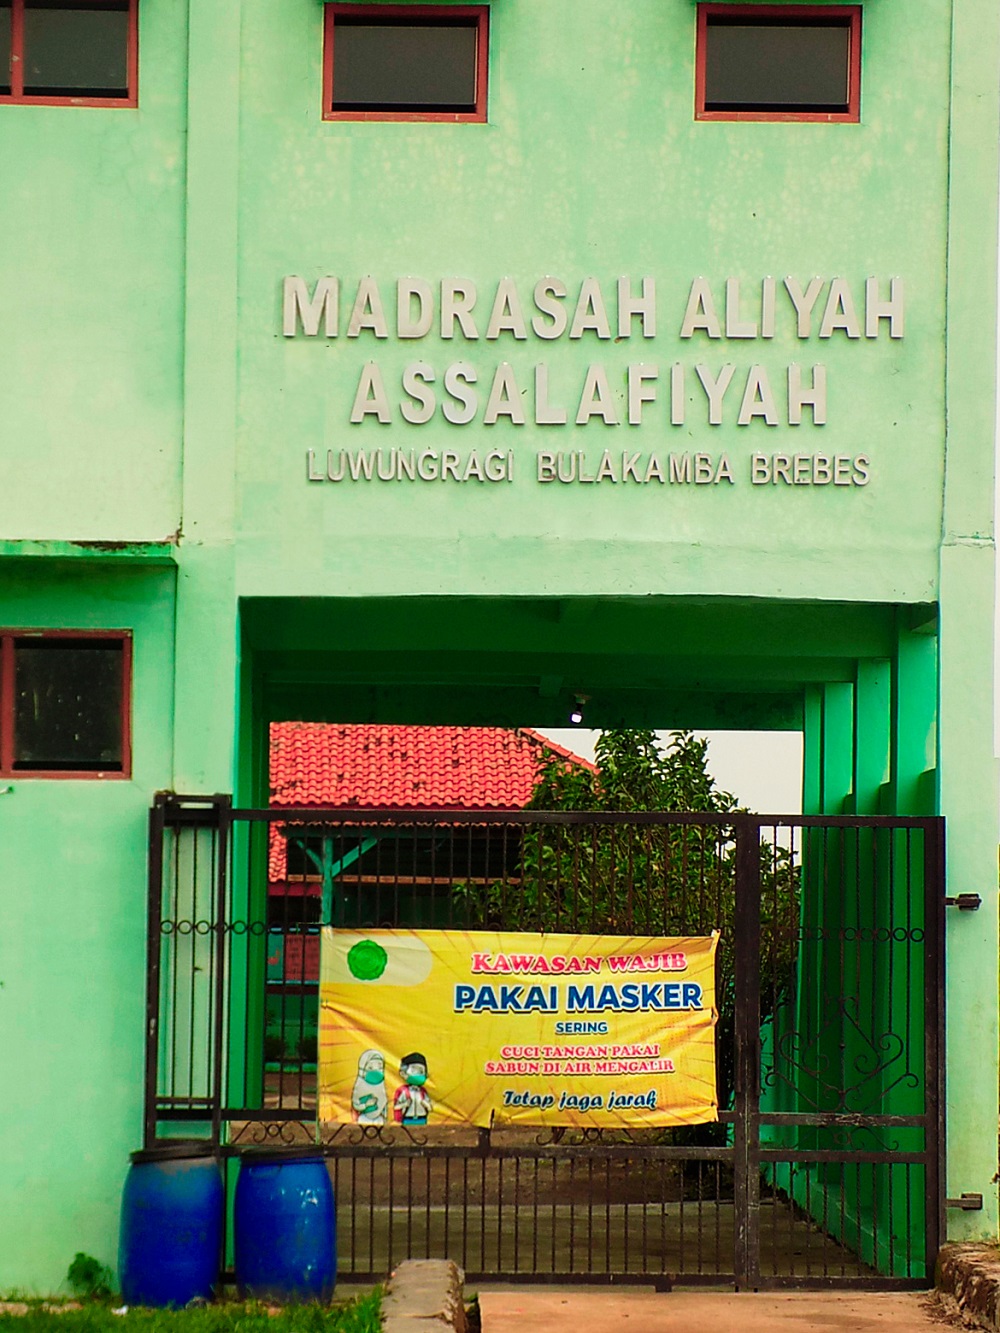 MADRASAH ALIYAH
ASSALAFIYAH
LUWUNGRAGI BULAKAMBA BREBES
KAWASAN WAJIB
PAKAI MASKER
SERING
CUCI TANGAN PAKAI
SABUN DI AIR MENGALIR
Tetap jaga jarak